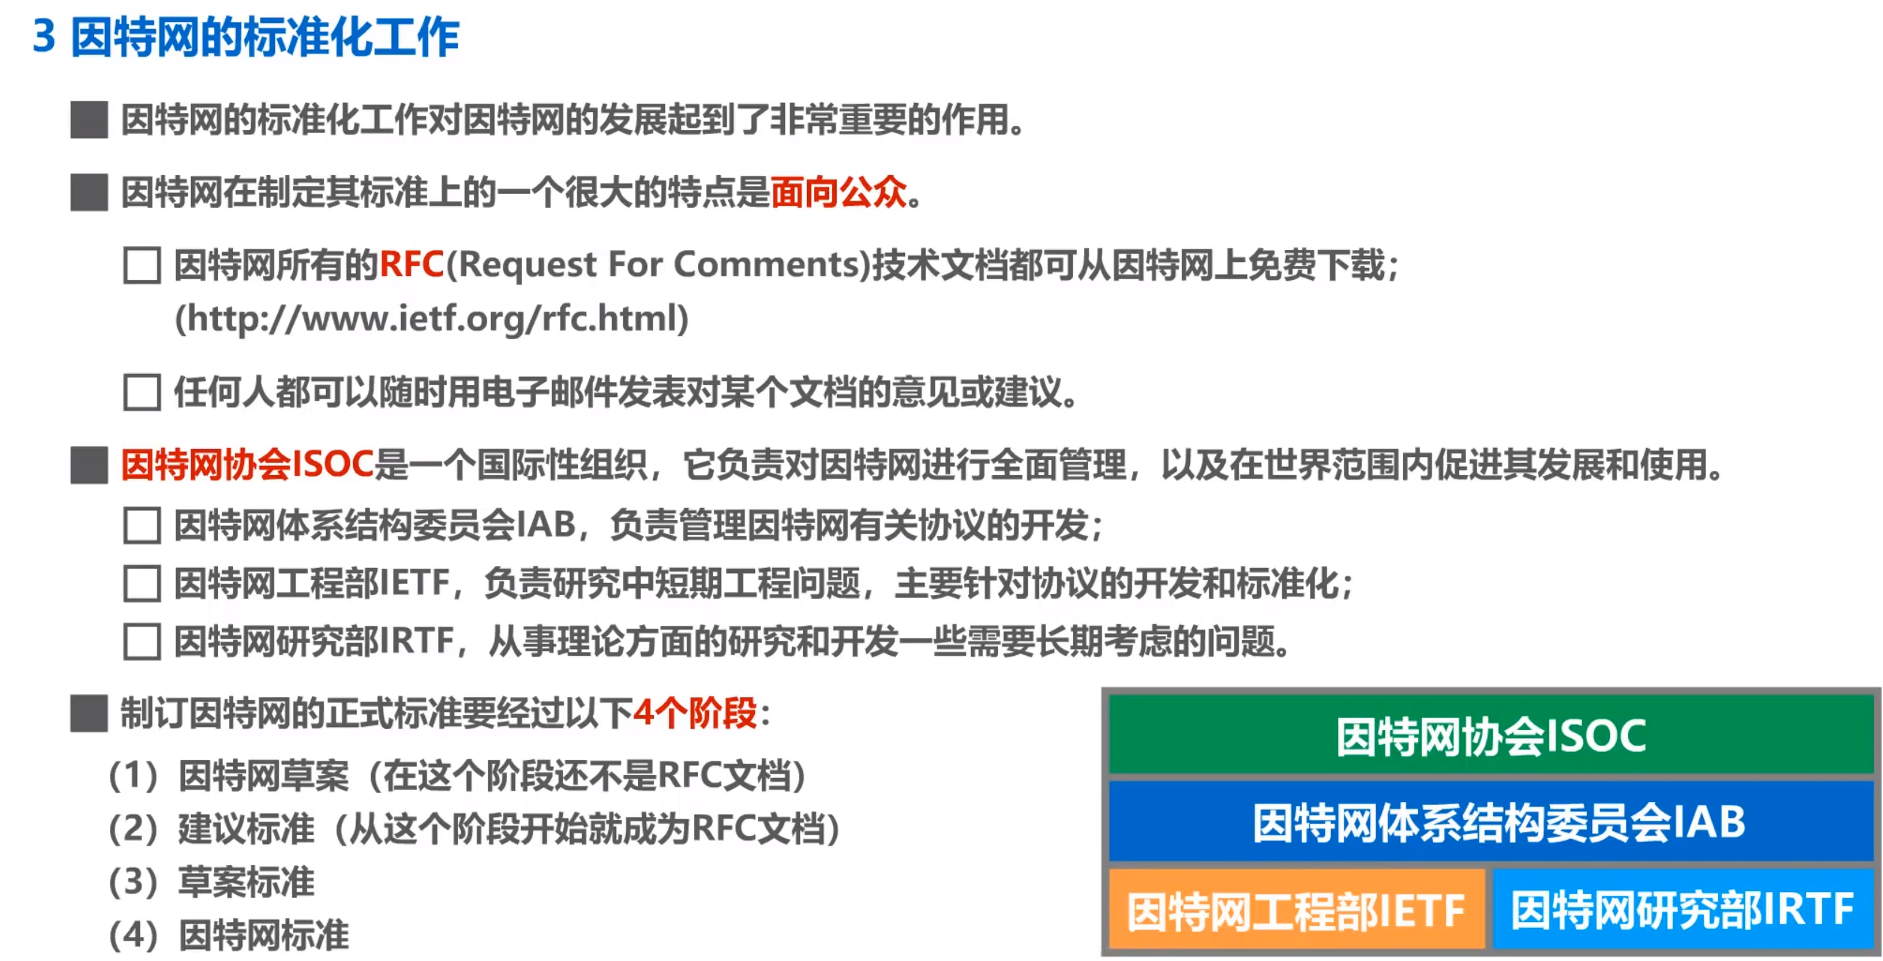 3 因特网的标准化工作
因特网的标准化工作对因特网的发展起到了非常重要的作用。
因特网在制定其标准上的一个很大的特点是面向公众。
因特网所有的RFC(Request For Comments)技术文档都可从因特网上免费下载；
(http://www.ietf.org/rfc.html)
任何人都可以随时用电子邮件发表对某个文档的意见或建议。
因特网协会ISOC是一个国际性组织，它负责对因特网进行全面管理，以及在世界范围内促进其发展和使用。
因特网体系结构委员会IAB，负责管理因特网有关协议的开发；
因特网工程部IETF，负责研究中短期工程问题，主要针对协议的开发和标准化；
因特网研究部IRTF，从事理论方面的研究和开发一些需要长期考虑的问题。
制订因特网的正式标准要经过以下4个阶段：
（1）因特网草案（在这个阶段还不是RFC文档）
（2）建议标准（从这个阶段开始就成为RFC文档）
（3）草案标准
（4）因特网标准
因特网协会ISOC
因特网体系结构委员会IAB
因特网工程部IETF
因特网研究部IRTF